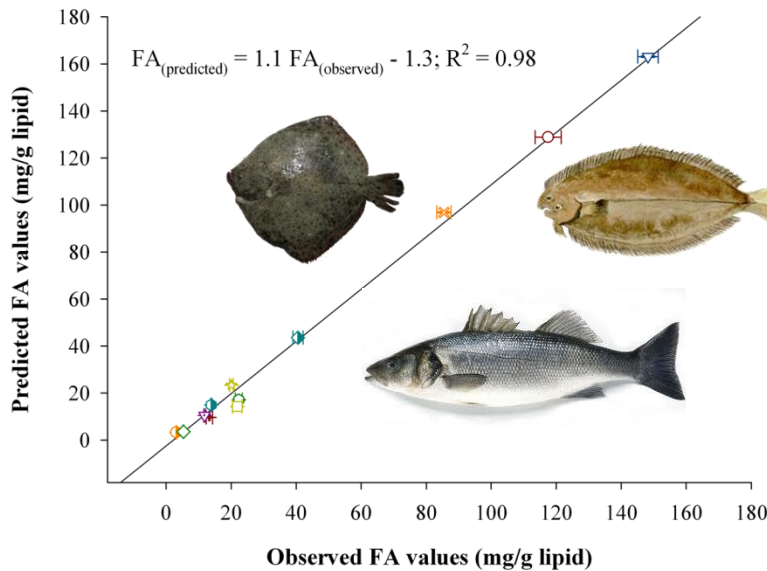 FA(predicted) = 1.1 FA(observed) - 1.3; R² = 0.98
Predicted FA values (mg/g lipid)
180
160
140
120
100
80
60
40
20
0
0 20 40 60 80 100 120 140 160 180
Observed FA values (mg/g lipid)